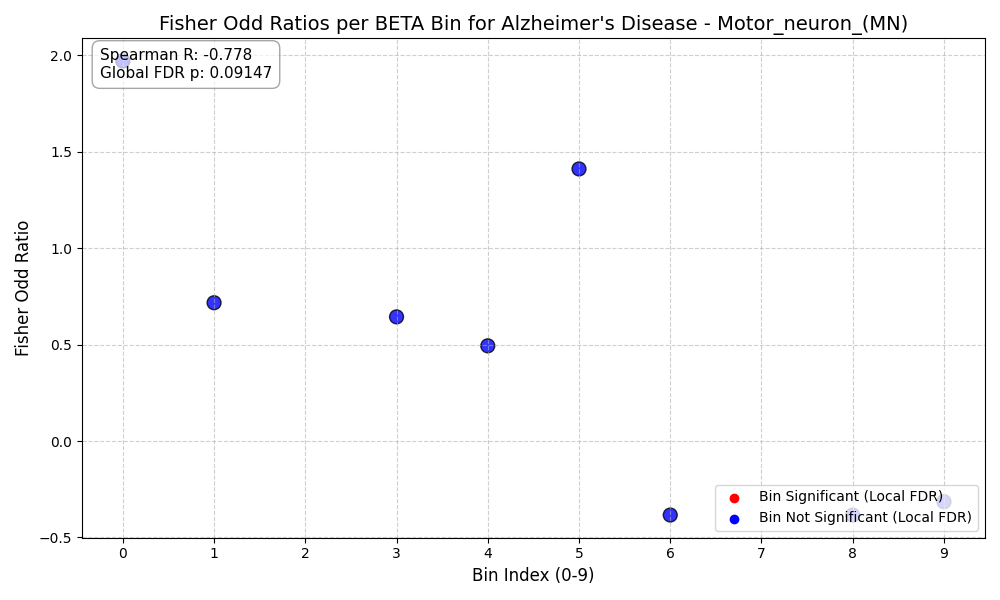 Fisher Odd Ratios per BETA Bin for Alzheimer's Disease - Motor_neuron_(MN)
Spearman R: -0.778
Global FDR p: 0.09147
2.0
1.5
1.0
0.5
0.0
−0.5
Fisher Odd Ratio
Bin Significant (Local FDR)
Bin Not Significant (Local FDR)
0 1 2 3 4 5 6 7 8 9
Bin Index (0-9)